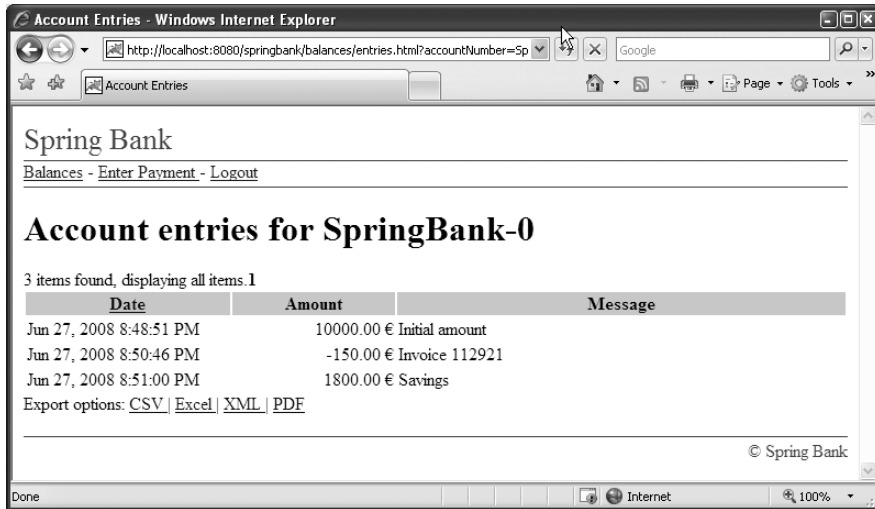 Account Entries - Windows Internet Explorer
http://localhost:8080/springbank/balances/entries.html?accountNumber=Sp
Google
Account Entries
Page
Tools
»
Spring Bank
Balances - Enter Payment - Logout
Account entries for SpringBank-0
3 items found, displaying all items.1
Date Amount Message
Jun 27, 2008 8:48:51 PM 10000.00 € Initial amount
Jun 27, 2008 8:50:46 PM -150.00 € Invoice 112921
Jun 27, 2008 8:51:00 PM 1800.00 € Savings
Export options: CSV | Excel | XML | PDF
© Spring Bank
Done Internet 100%